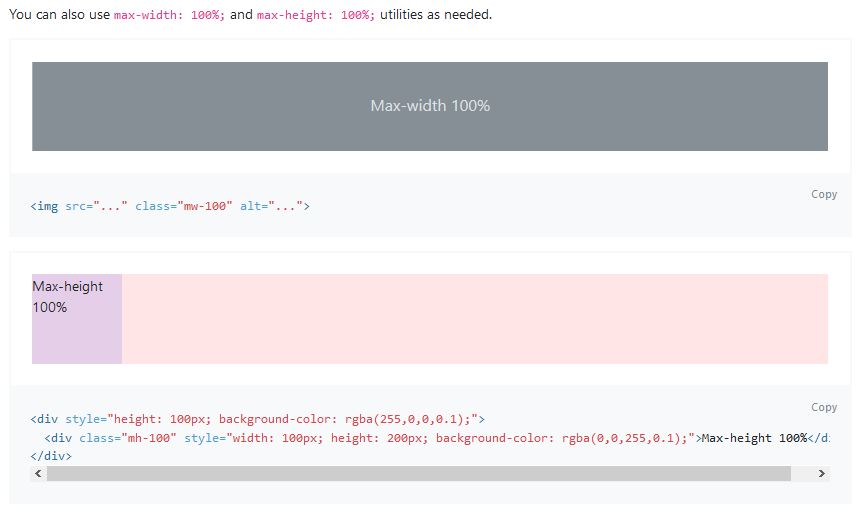 You can also use max-width: 100%; and max-height: 100%; utilities as needed.
Max-width 100%
Copy
<img src="..." class="mw-100" alt="...">
Max-height
100%
Copy
<div style="height: 100px; background-color: rgba(255,0,0,0.1);">
  <div class="mh-100" style="width: 100px; height: 200px; background-color: rgba(0,0,255,0.1);">Max-height 100%</di
</div>